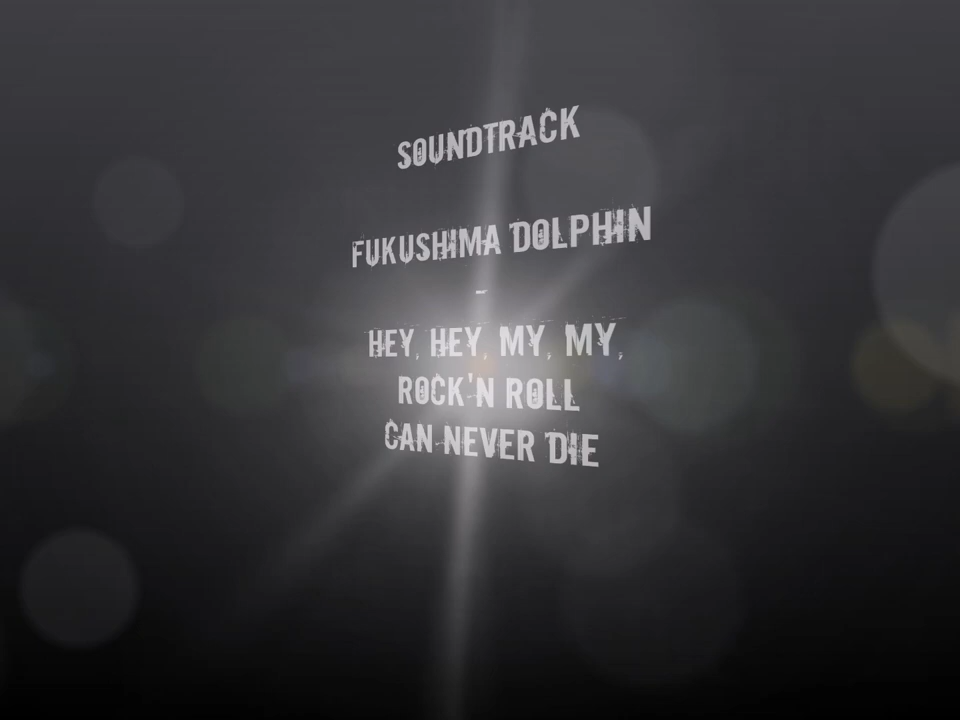 SOUNDTRACK
FUKUSHIMA DOLPHIN
-
HEY, HEY, MY, MY,
ROCK'N ROLL
CAN NEVER DIE